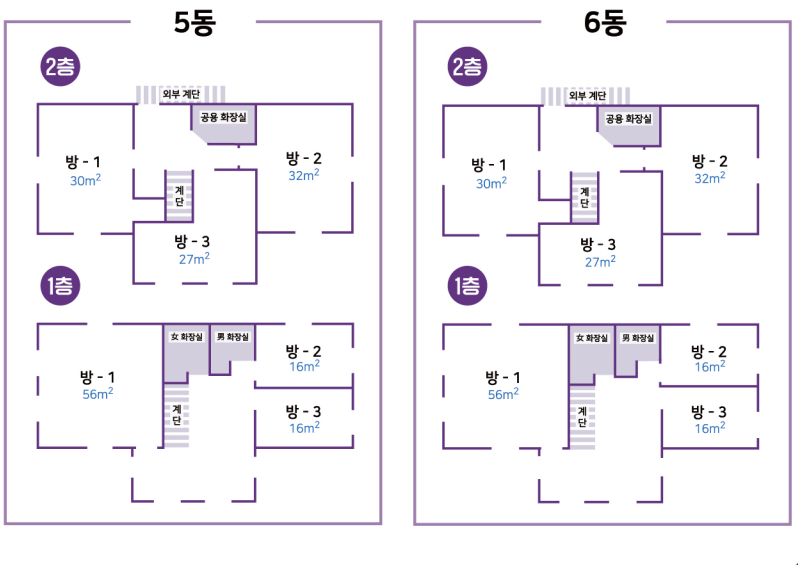 5동
2층
외부 계단
공용 화장실
방 - 1
30m²
방 - 2
32m²
계
단
방 - 3
27m²
1층
女 화장실
男 화장실
방 - 1
56m²
방 - 2
16m²
계
단
방 - 3
16m²
6동
2층
외부 계단
공용 화장실
방 - 1
30m²
방 - 2
32m²
계
단
방 - 3
27m²
1층
女 화장실
男 화장실
방 - 1
56m²
방 - 2
16m²
계
단
방 - 3
16m²